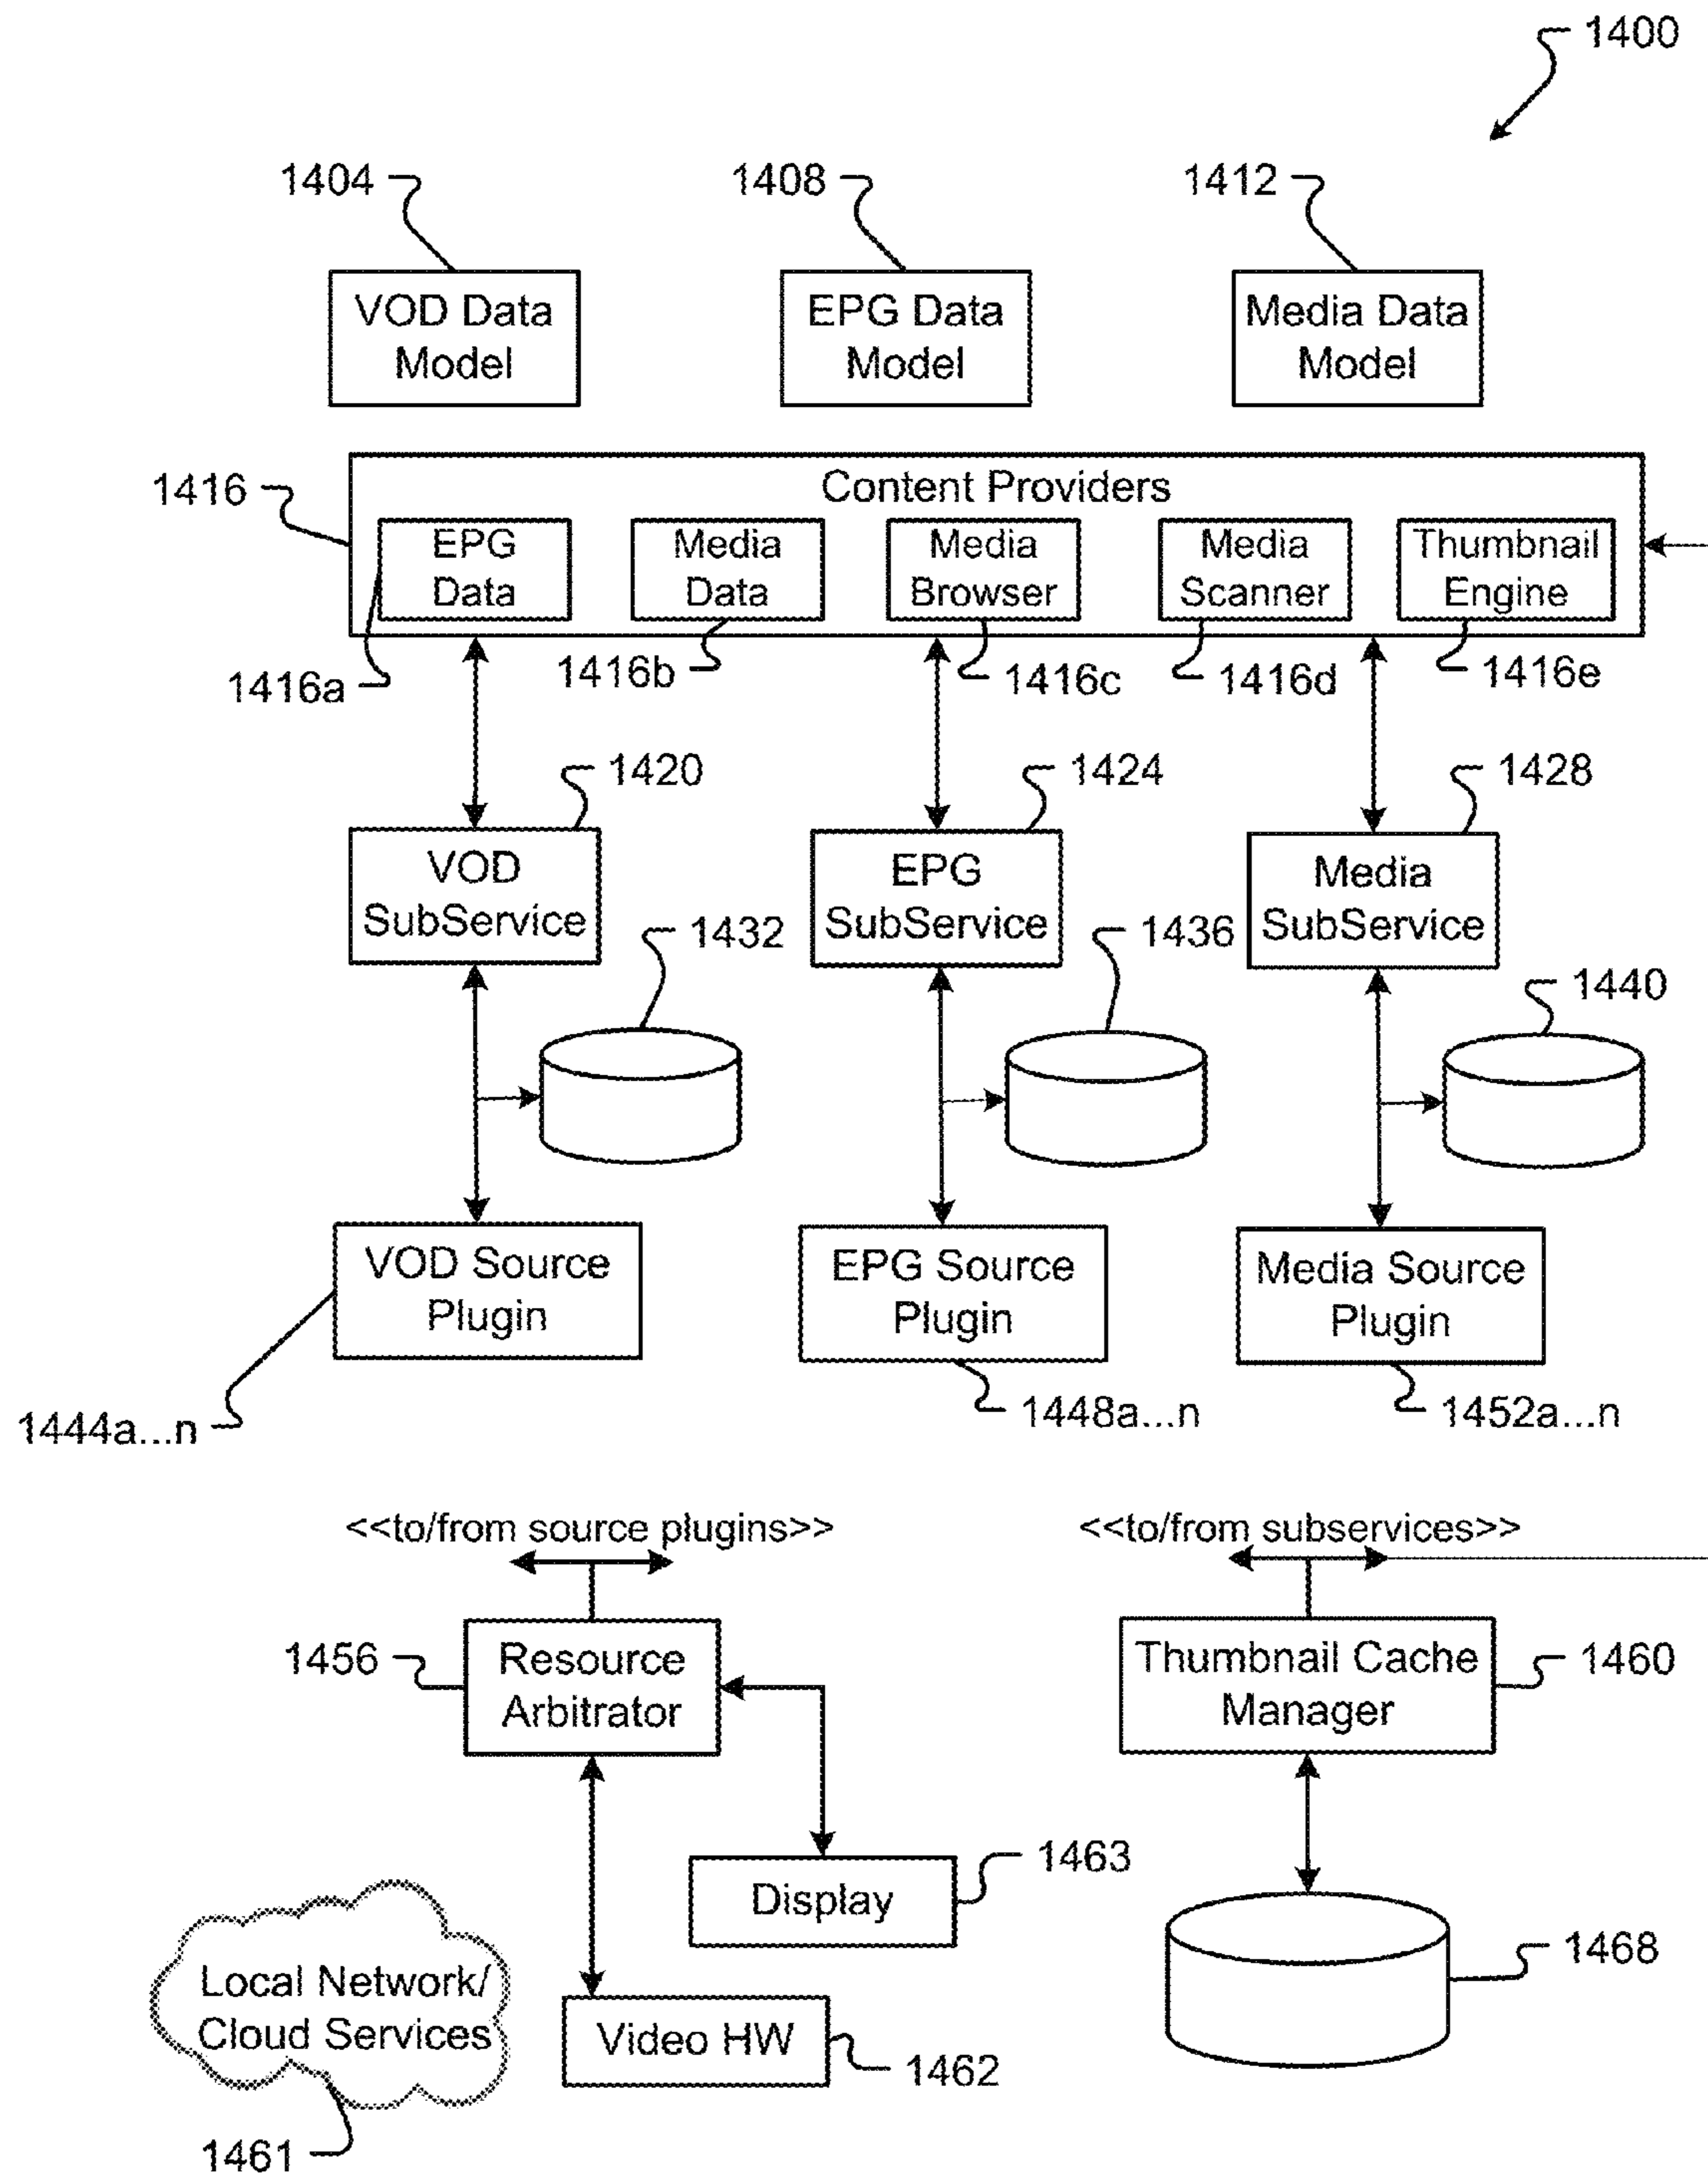 1400
1404
1408
1412
VOD Data
Model
EPG Data
Model
Media Data
Model
1416
Content Providers
EPG
Data
Media
Data
Media
Browser
Media
Scanner
Thumbnail
Engine
1416a
1416b
1416c
1416d
1416e
1420
1424
1428
VOD
SubService
EPG
SubService
Media
SubService
1432
1436
1440
VOD Source
Plugin
EPG Source
Plugin
Media Source
Plugin
1444a...n
1448a...n
1452a...n
<<to/from source plugins>>
<<to/from subservices>>
1456
Resource
Arbitrator
Thumbnail Cache
Manager
1460
1463
Display
Local Network/
Cloud Services
1468
Video HW
1462
1461